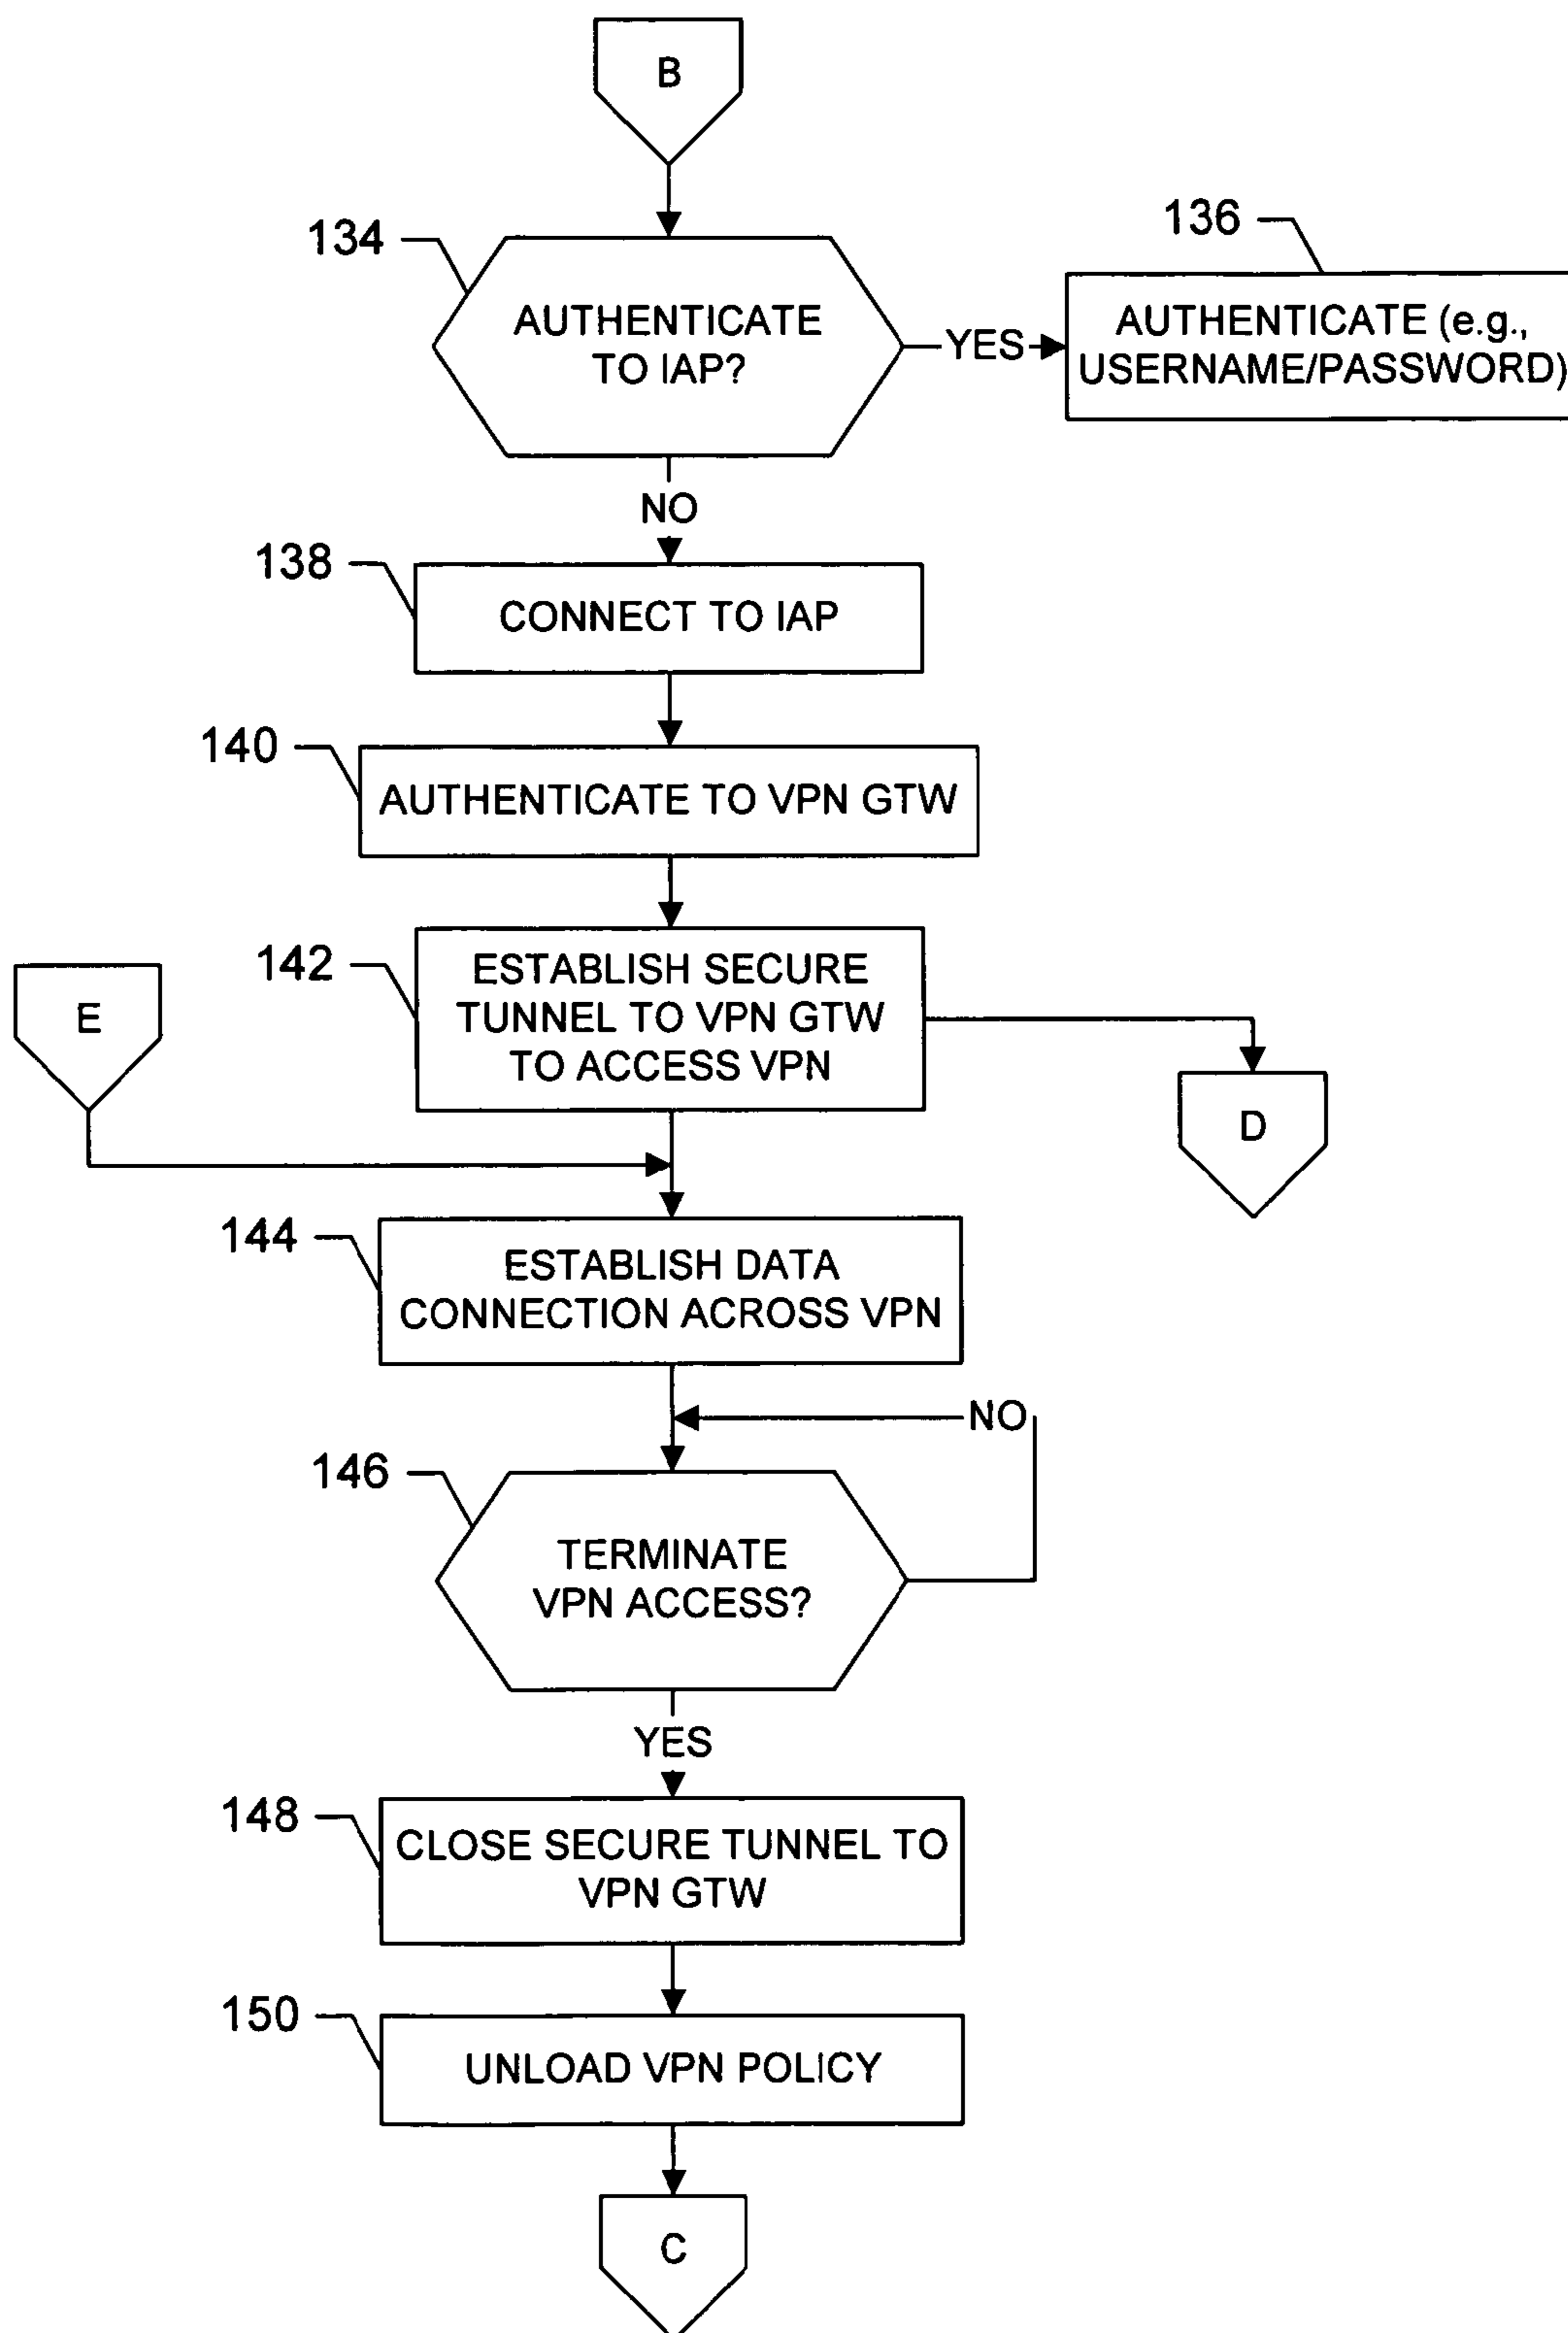 B
134
AUTHENTICATE
TO IAP?
136
YES
AUTHENTICATE (e.g.,
USERNAME/PASSWORD)
NO
138
CONNECT TO IAP
140
AUTHENTICATE TO VPN GTW
142
ESTABLISH SECURE
TUNNEL TO VPN GTW
TO ACCESS VPN
E
D
144
ESTABLISH DATA
CONNECTION ACROSS VPN
NO
146
TERMINATE
VPN ACCESS?
YES
148
CLOSE SECURE TUNNEL TO
VPN GTW
150
UNLOAD VPN POLICY
C